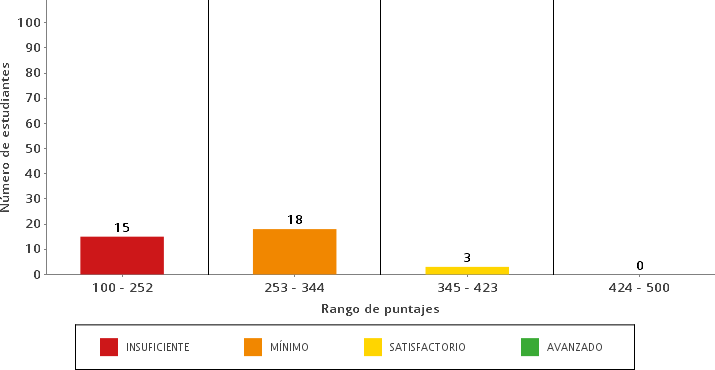 100
90
80
70
60
50
40
30
20
10
0
Número de estudiantes
15
18
3
0
100 - 252
253 - 344
345 - 423
424 - 500
Rango de puntajes
INSUFICIENTE
MÍNIMO
SATISFACTORIO
AVANZADO